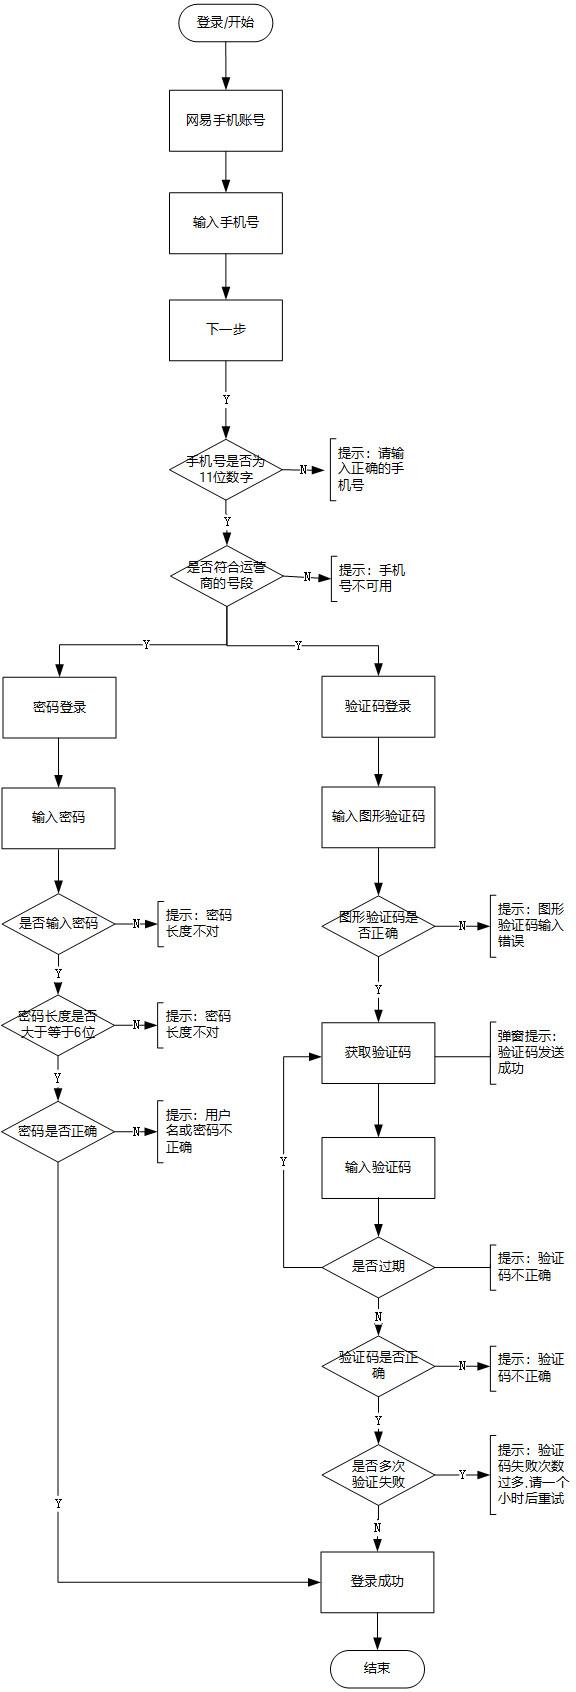 登录/开始
网易手机账号
输入手机号
下一步
Y
手机号是否为
11位数字
N
提示：请输
入正确的手
机号
Y
是否符合运营
商的号段
N
提示：手机
号不可用
Y
Y
密码登录
验证码登录
输入密码
输入图形验证码
是否输入密码
N
提示：密码
长度不对
图形验证码是
否正确
N
提示：图形
验证码输入
错误
Y
Y
密码长度是否
大于等于6位
N
提示：密码
长度不对
获取验证码
弹窗提示：
验证码发送
成功
Y
密码是否正确
N
提示：用户
名或密码不
正确
输入验证码
Y
是否过期
提示：验证
码不正确
N
验证码是否正
确
N
提示：验证
码不正确
Y
是否多次
验证失败
Y
提示：验证
码失败次数
过多,请一个
小时后重试
Y
N
登录成功
结束